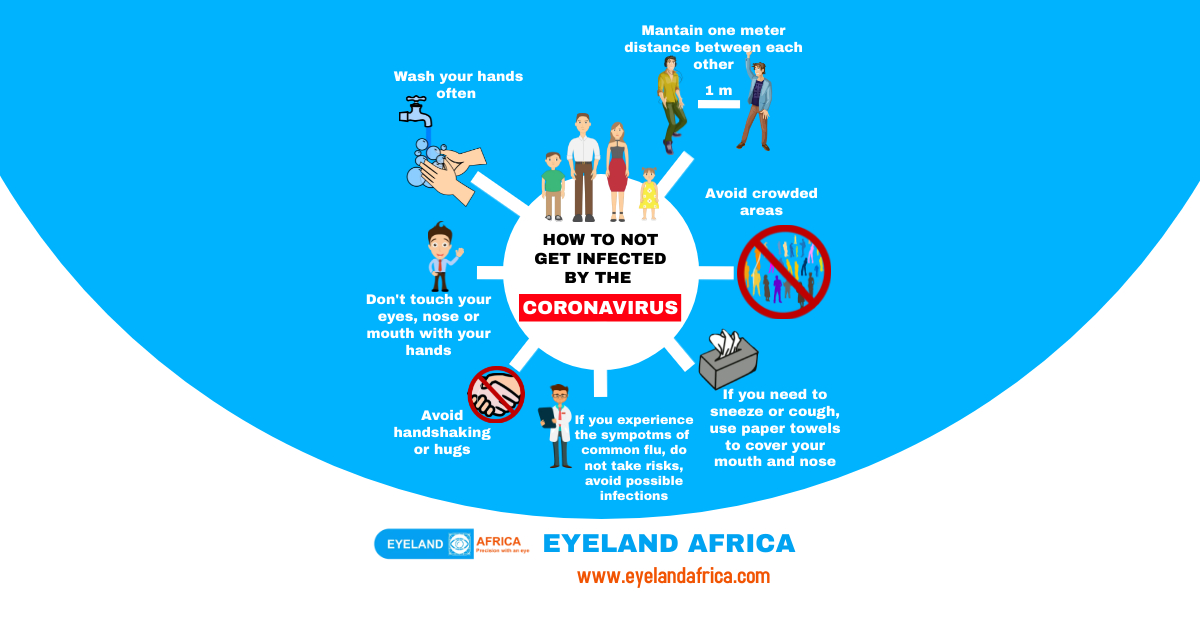 Mantain one meter
distance between each
other
1 m
Wash your hands
often
Avoid crowded
areas
HOW TO NOT
GET INFECTED
BY THE
CORONAVIRUS
Don't touch your
eyes, nose or
mouth with your
hands
Avoid
handshaking
or hugs
If you experience
the sympotms of
common flu, do
not take risks,
avoid possible
infections
If you need to
sneeze or cough,
use paper towels
to cover your
mouth and nose
EYELAND AFRICA
Precision with an eye
EYELAND AFRICA
www.eyelandafrica.com